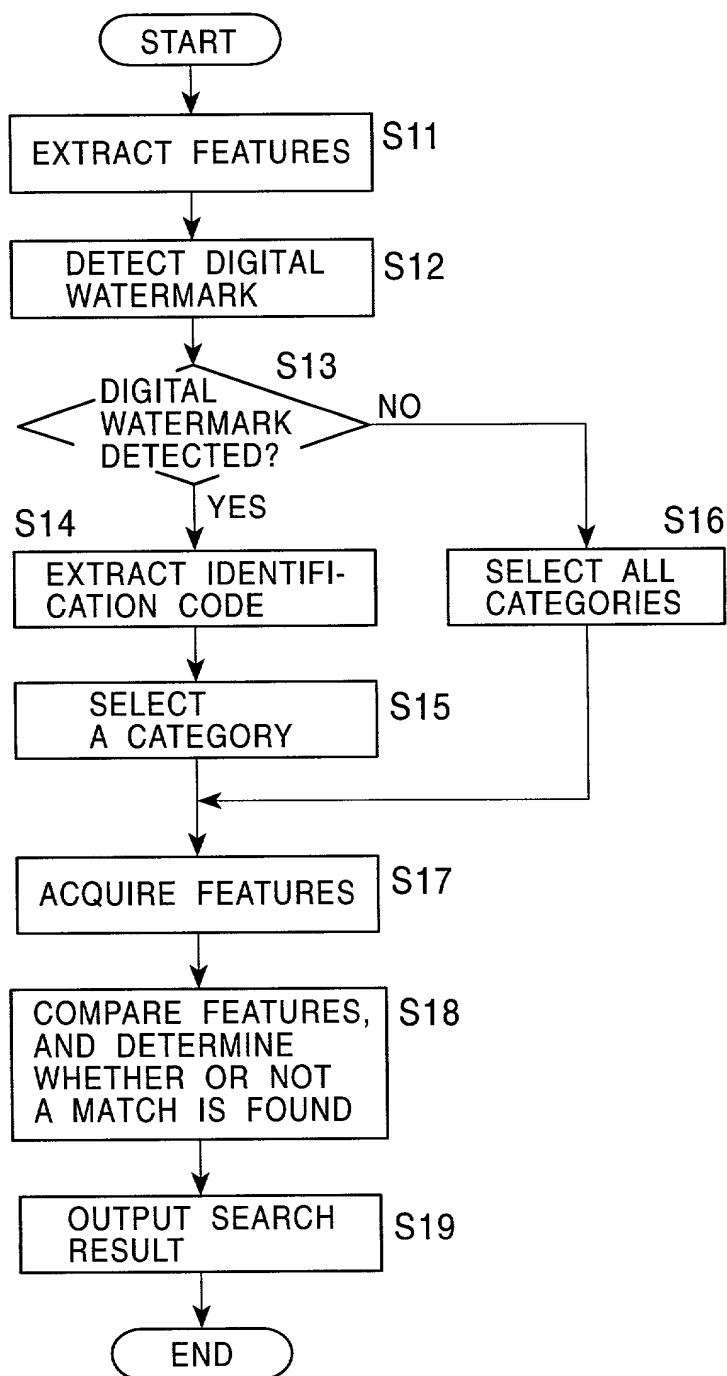 START
EXTRACT FEATURES
S11
DETECT DIGITAL
WATERMARK
S12
S13
DIGITAL
WATERMARK
DETECTED?
NO
YES
S14
EXTRACT IDENTIFI-
CATION CODE
S16
SELECT ALL
CATEGORIES
SELECT
A CATEGORY
S15
ACQUIRE FEATURES
S17
COMPARE FEATURES,
AND DETERMINE
WHETHER OR NOT
A MATCH IS FOUND
S18
OUTPUT SEARCH
RESULT
S19
END